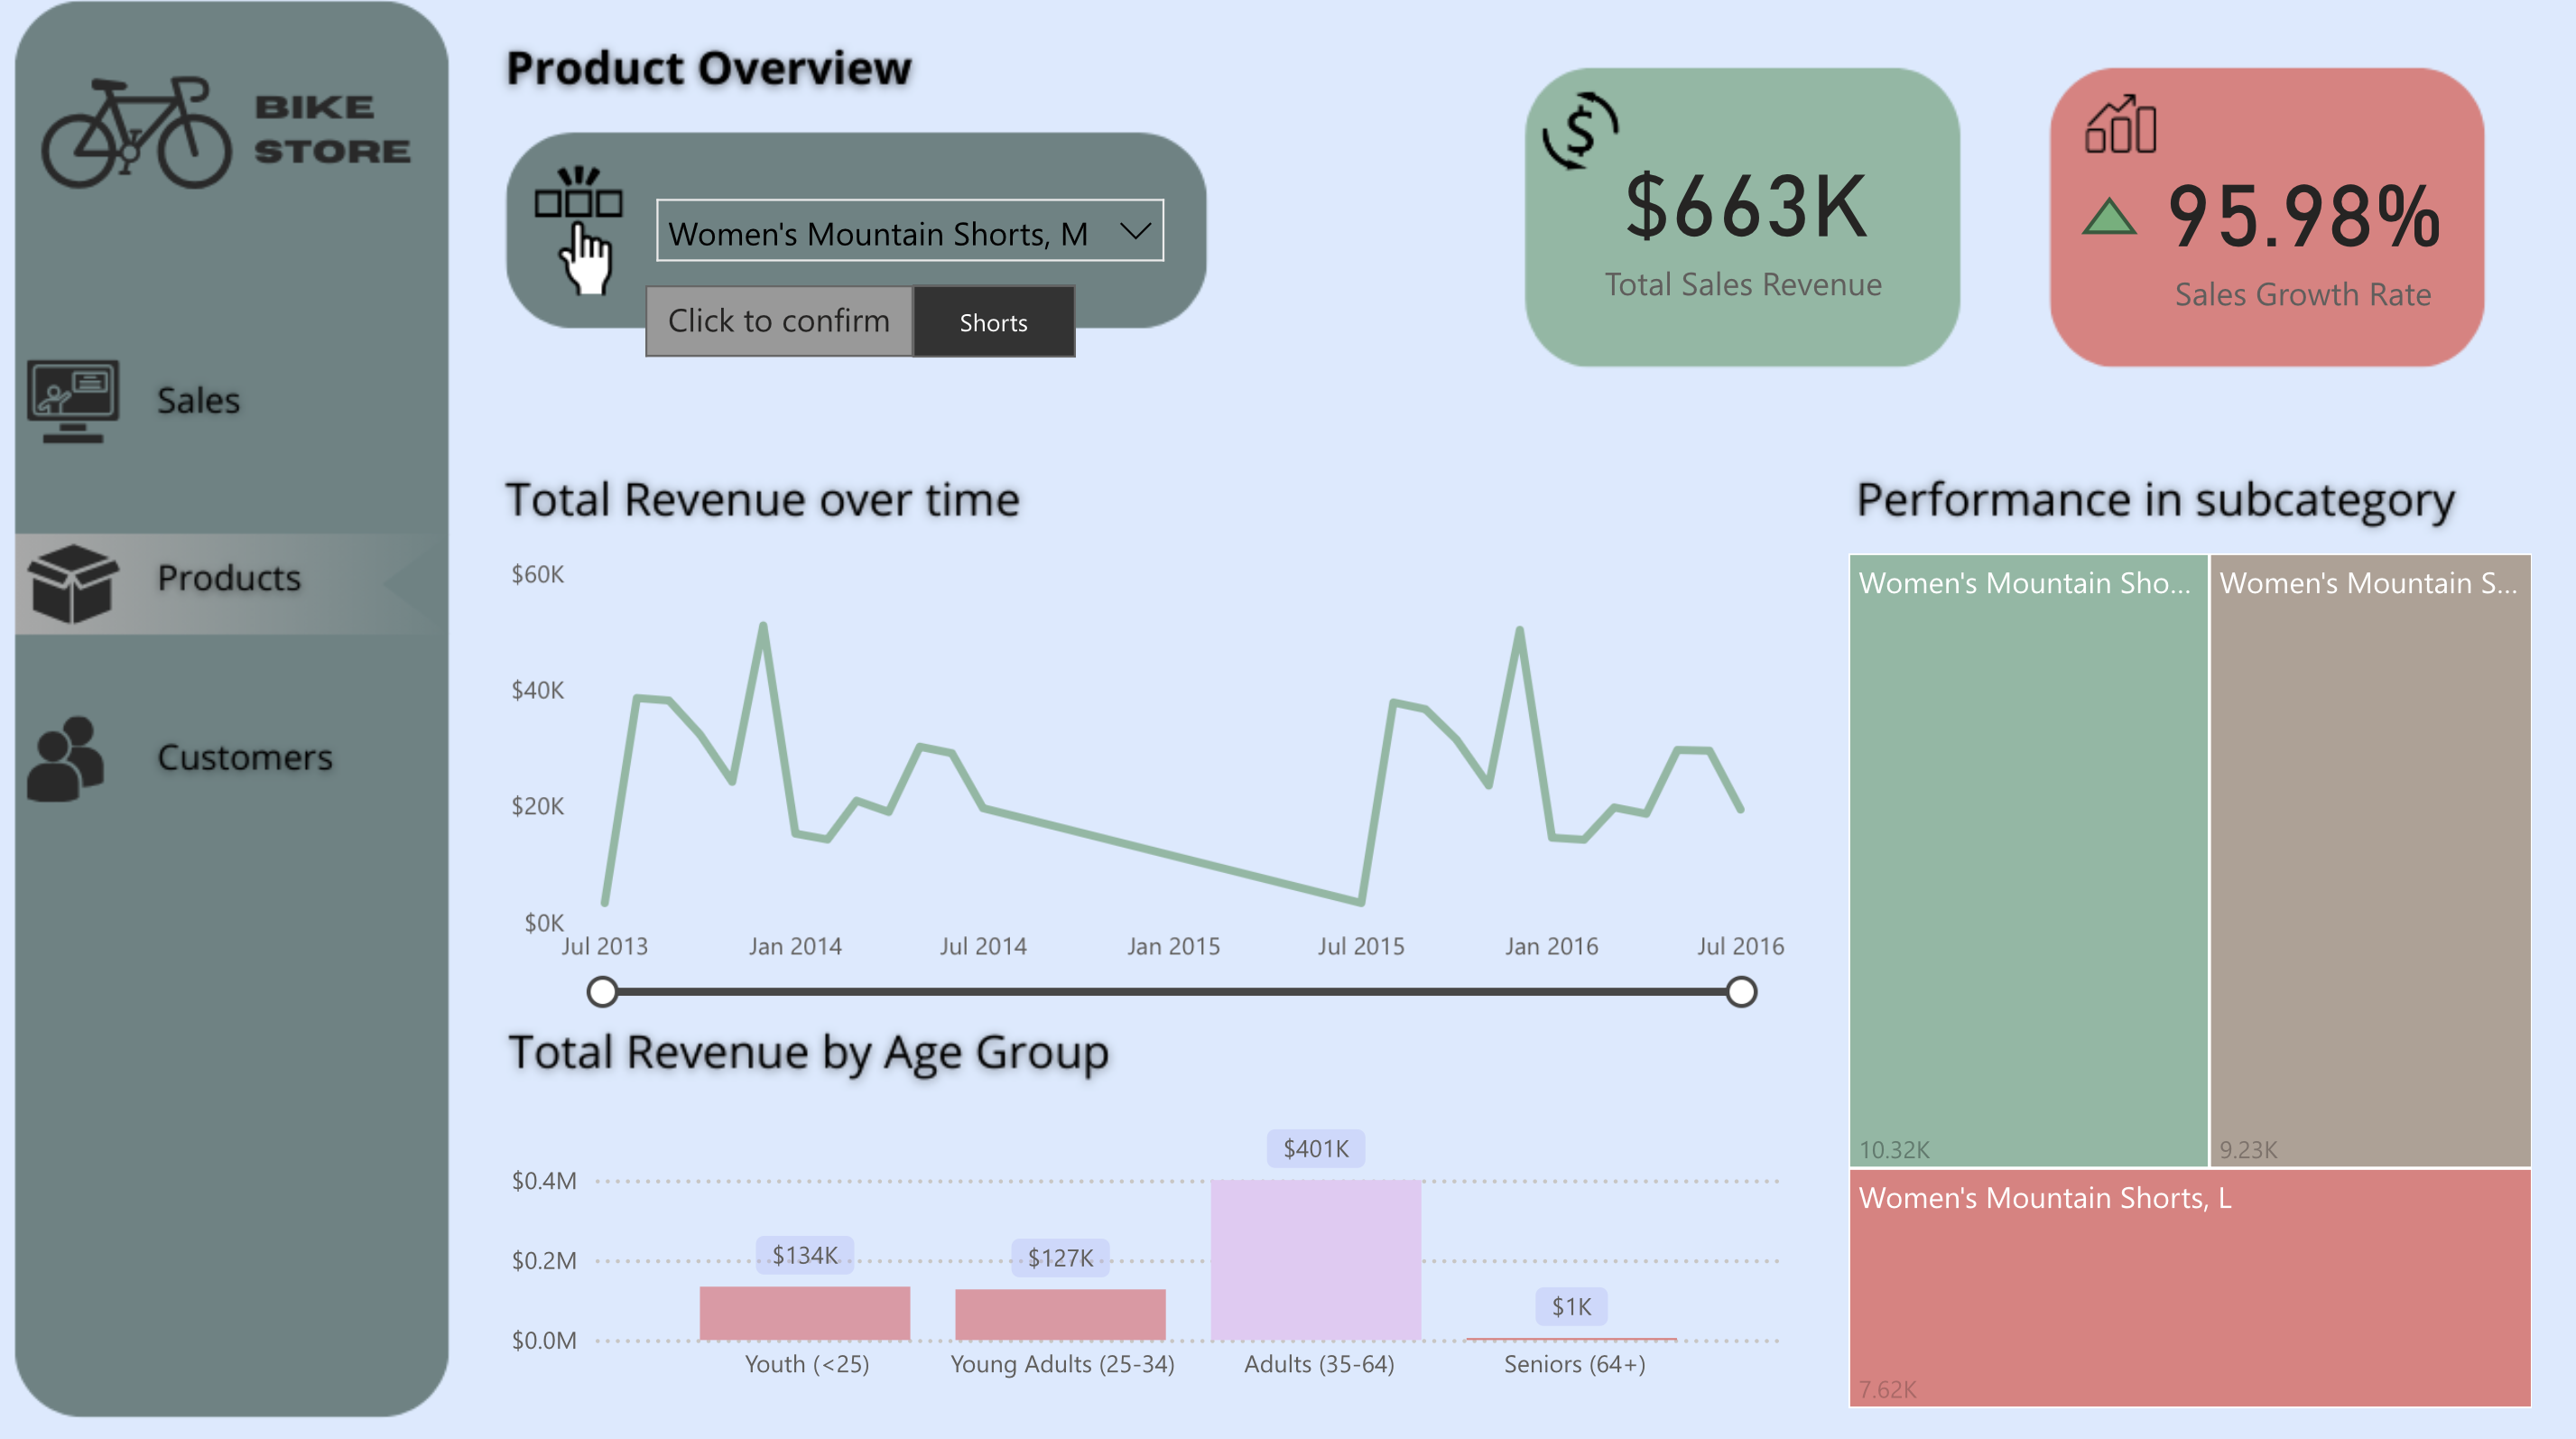 BIKE
STORE
Sales
Products
Customers
Product Overview
Women's Mountain Shorts, M
Click to confirm
Shorts
$663K
Total Sales Revenue
95.98%
Sales Growth Rate
Total Revenue over time
$60K
$40K
$20K
$0K
Jul 2013 Jan 2014 Jul 2014 Jan 2015 Jul 2015 Jan 2016 Jul 2016
Total Revenue by Age Group
$0.4M
$0.2M
$0.0M
$134K
$127K
$401K
$1K
Youth (<25) Young Adults (25-34) Adults (35-64) Seniors (64+)
Performance in subcategory
Women's Mountain Sho...
10.32K
Women's Mountain S...
9.23K
Women's Mountain Shorts, L
7.62K